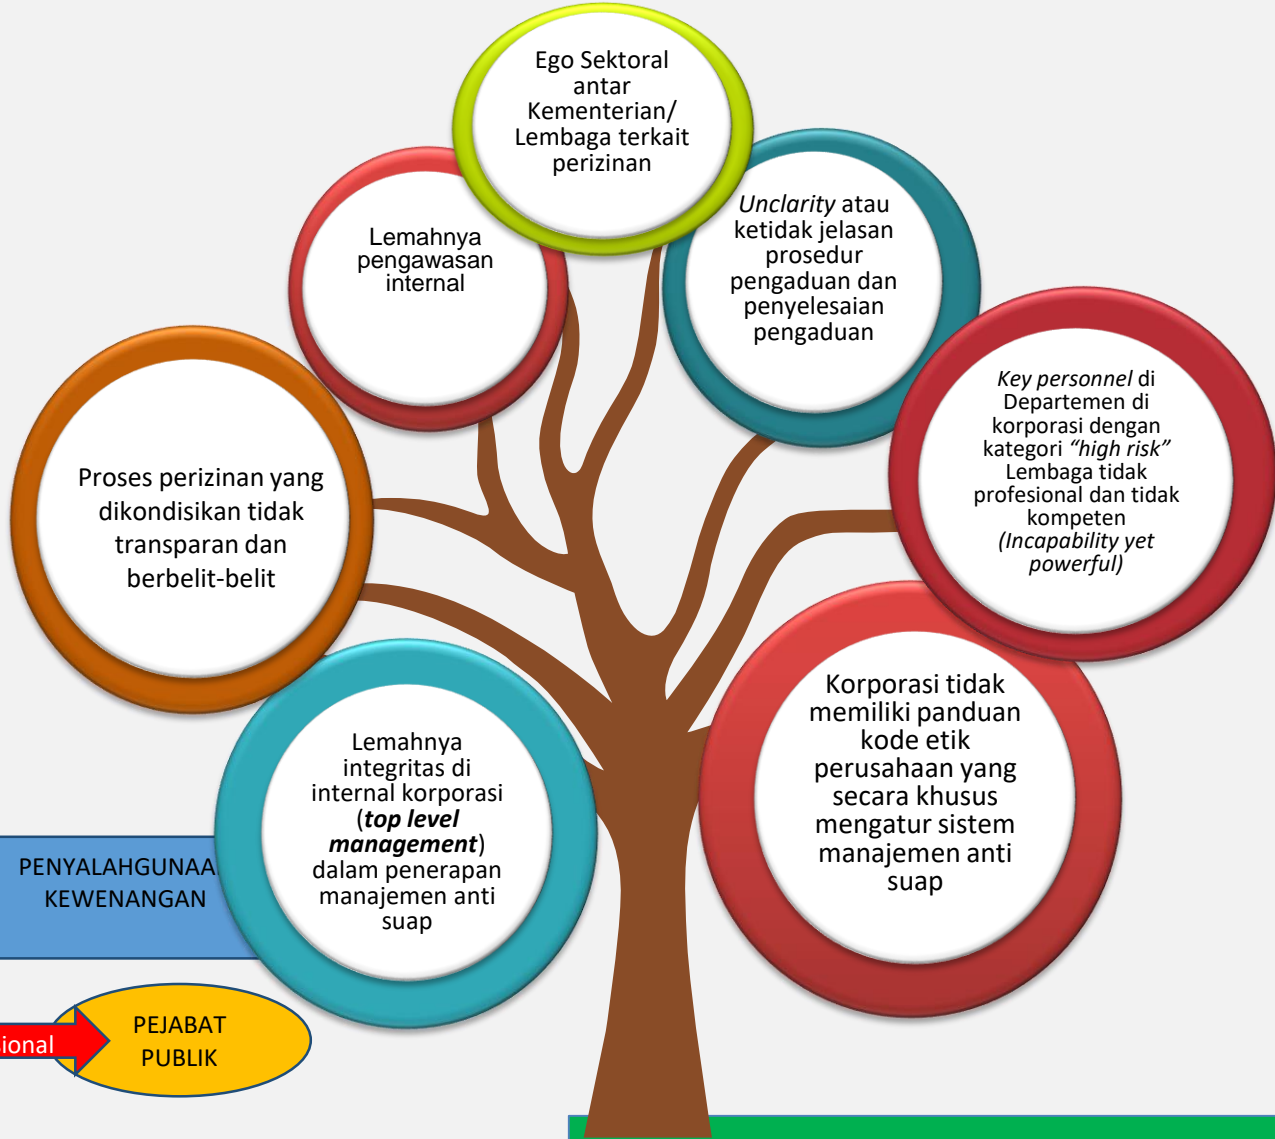 Ego Sektoral
antar
Kementerian/
Lembaga terkait
perizinan
Lemahnya
pengawasan
internal
Unclarity atau
ketidak jelasan
prosedur
pengaduan dan
penyelesaian
pengaduan
Key personnel di
Departemen di
korporasi dengan
kategori “high risk”
Lembaga tidak
profesional dan tidak
kompeten
(Incapability yet
powerful)
Proses perizinan yang
dikondisikan tidak
transparan dan
berbelit-belit
Lemahnya
integritas di
internal korporasi
(top level
management)
dalam penerapan
manajemen anti
suap
Korporasi tidak
memiliki panduan
kode etik
perusahaan yang
secara khusus
mengatur sistem
manajemen anti
suap
KEWENANGAN
PEJABAT
PUBLIK